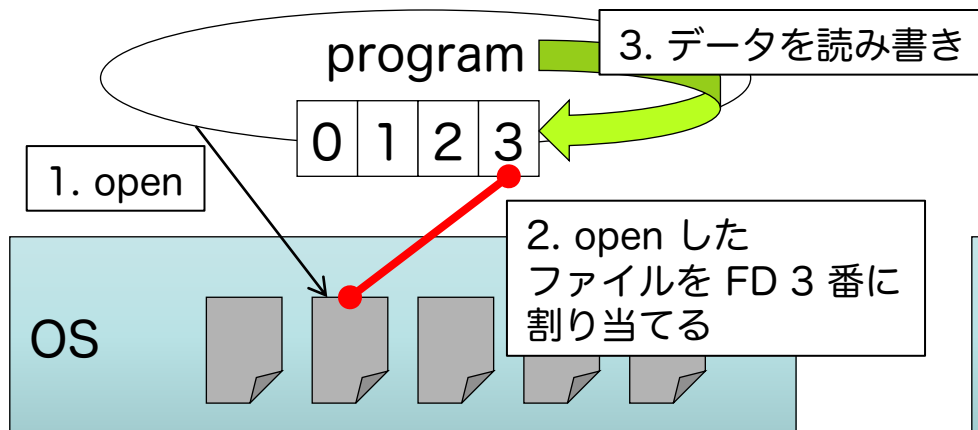 program
3. データを読み書き
0 1 2 3
1. open
2. open した
ファイルを FD 3 番に
割り当てる
OS